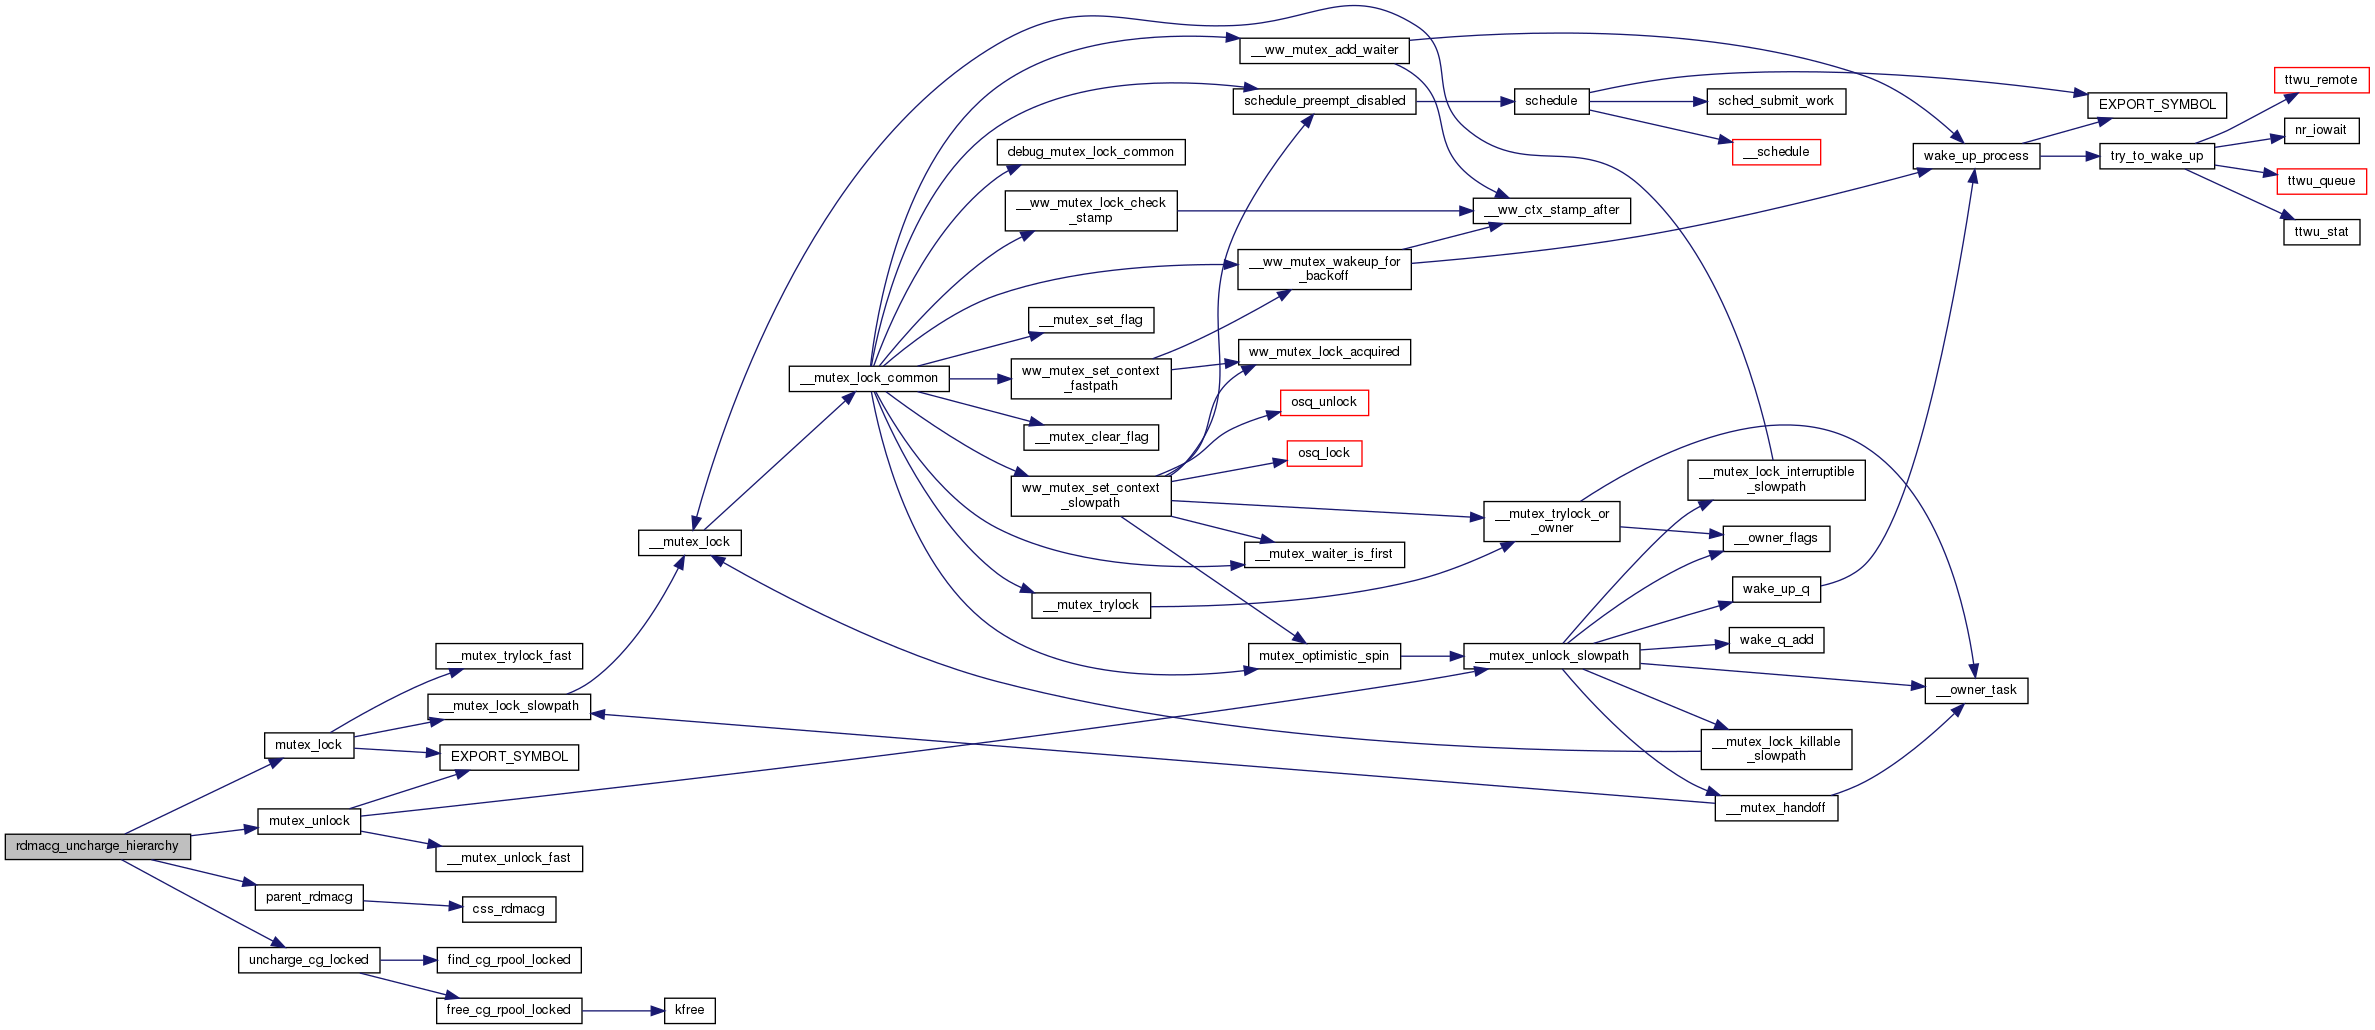 rdmacg_uncharge_hierarchy
mutex_lock
mutex_unlock
parent_rdmacg
uncharge_cg_locked
__mutex_trylock_fast
__mutex_lock_slowpath
EXPORT_SYMBOL
__mutex_unlock_fast
css_rdmacg
find_cg_rpool_locked
free_cg_rpool_locked
kfree
__mutex_lock
__mutex_lock_common
debug_mutex_lock_common
__ww_mutex_lock_check
_stamp
__mutex_set_flag
ww_mutex_set_context
_fastpath
__mutex_clear_flag
ww_mutex_set_context
_slowpath
__mutex_trylock
__ww_mutex_add_waiter
schedule_preempt_disabled
__ww_mutex_wakeup_for
_backoff
ww_mutex_lock_acquired
osq_unlock
osq_lock
__mutex_waiter_is_first
mutex_optimistic_spin
schedule
__ww_ctx_stamp_after
__mutex_trylock_or
_owner
__mutex_unlock_slowpath
sched_submit_work
__schedule
__mutex_lock_interruptible
_slowpath
__owner_flags
wake_up_q
wake_q_add
__mutex_lock_killable
_slowpath
__mutex_handoff
wake_up_process
__owner_task
EXPORT_SYMBOL
try_to_wake_up
ttwu_remote
nr_iowait
ttwu_queue
ttwu_stat